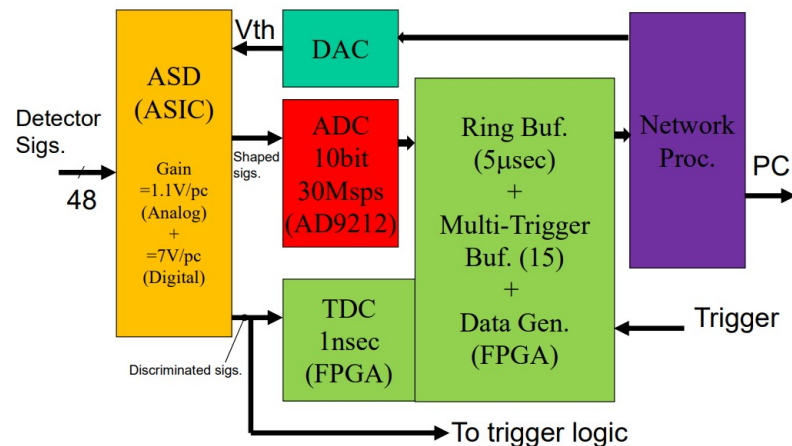 Detector
Sigs.
48
ASD
(ASIC)
Gain
=1.1V/pc
(Analog)
+
=7V/pc
(Digital)
Vth
DAC
Shaped
sigs.
ADC
10bit
30Msps
(AD9212)
Discriminated sigs.
TDC
1nsec
(FPGA)
Ring Buf.
(5μsec)
+
Multi-Trigger
Buf. (15)
+
Data Gen.
(FPGA)
Network
Proc.
PC
Trigger
To trigger logic